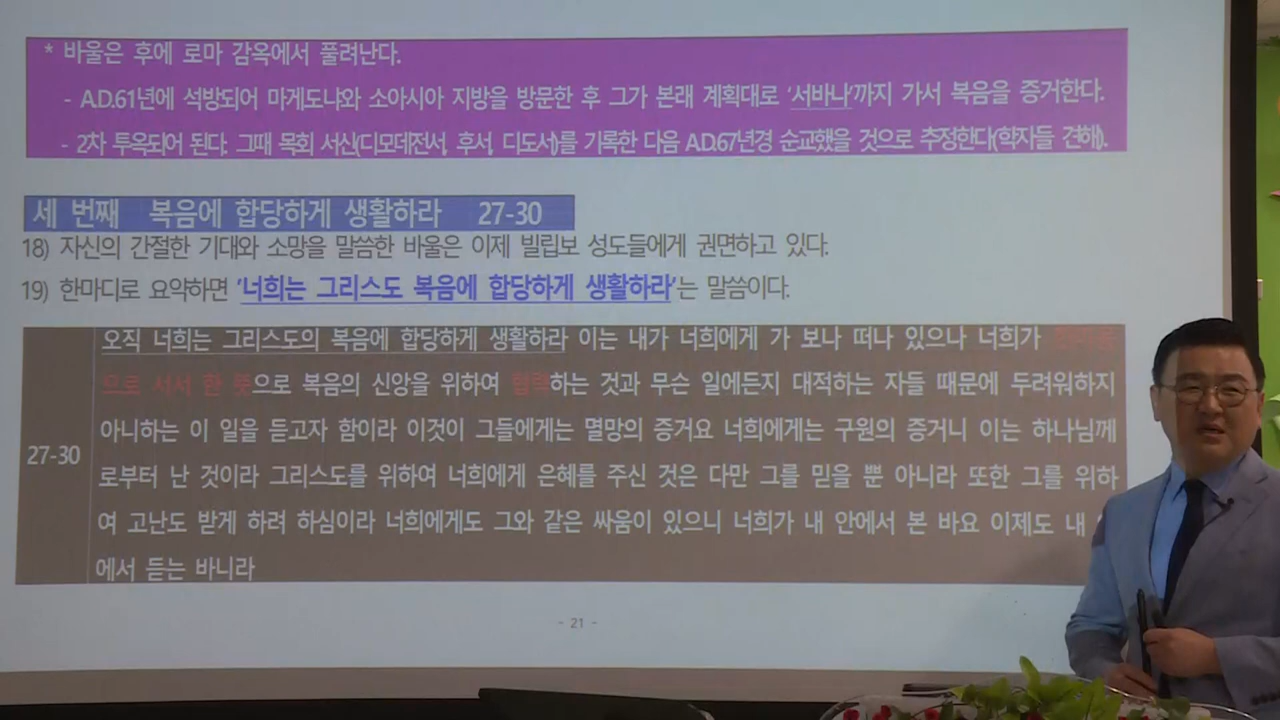 * 바울은 후에 로마 감옥에서 풀려난다.
- A.D.61년에 석방되어 마게도냐와 소아시아 지방을 방문한 후 그가 본래 계획대로 '서바나'까지 가서 복음을 증거한다.
- 2차 투옥되어 된다. 그때 목회 서신(디모데전서, 후서, 디도서)를 기록한 다음 A.D.67년경 순교했을 것으로 추정한다(학자들 견해).
세 번째 복음에 합당하게 생활하라 27-30
18) 자신의 간절한 기대와 소망을 말씀한 바울은 이제 빌립보 성도들에게 권면하고 있다.
19) 한마디로 요약하면 '너희는 그리스도 복음에 합당하게 생활하라'는 말씀이다.
오직 너희는 그리스도의 복음에 합당하게 생활하라 이는 내가 너희에게 가 보나 떠나 있으나 너희가
으로 서서 한 뜻으로 복음의 신앙을 위하여 협력하는 것과 무슨 일에든지 대적하는 자들 때문에 두려워하지
아니하는 이 일을 듣고자 함이라 이것이 그들에게는 멸망의 증거요 너희에게는 구원의 증거니 이는 하나님께
27-30
로부터 난 것이라 그리스도를 위하여 너희에게 은혜를 주신 것은 다만 그를 믿을 뿐 아니라 또한 그를 위하
여 고난도 받게 하려 하심이라 너희에게도 그와 같은 싸움이 있으니 너희가 내 안에서 본 바요 이제도 내
에서 듣는 바니라
- 21 -